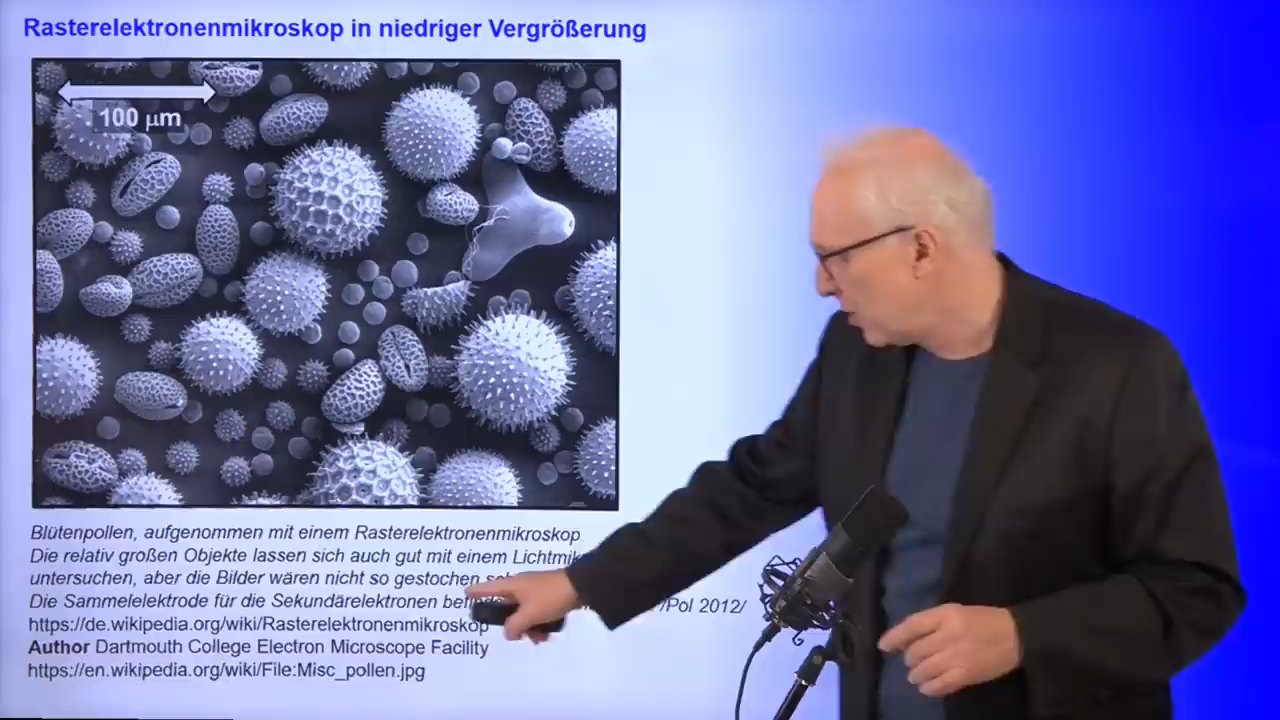 Rasterelektronenmikroskop in niedriger Vergrößerung
100 μm
Blütenpollen, aufgenommen mit einem Rasterelektronenmikroskop.
Die relativ großen Objekte lassen sich auch gut mit einem
untersuchen, aber die Bilder wären nicht so gestochen
Die Sammelelektrode für die Sekundärelektronen /Pol 2012/
https://de.wikipedia.org/wiki/Rasterelektronenmikroskop
Author Dartmouth College Electron Microscope Facility
https://en.wikipedia.org/wiki/File:Misc_pollen.jpg